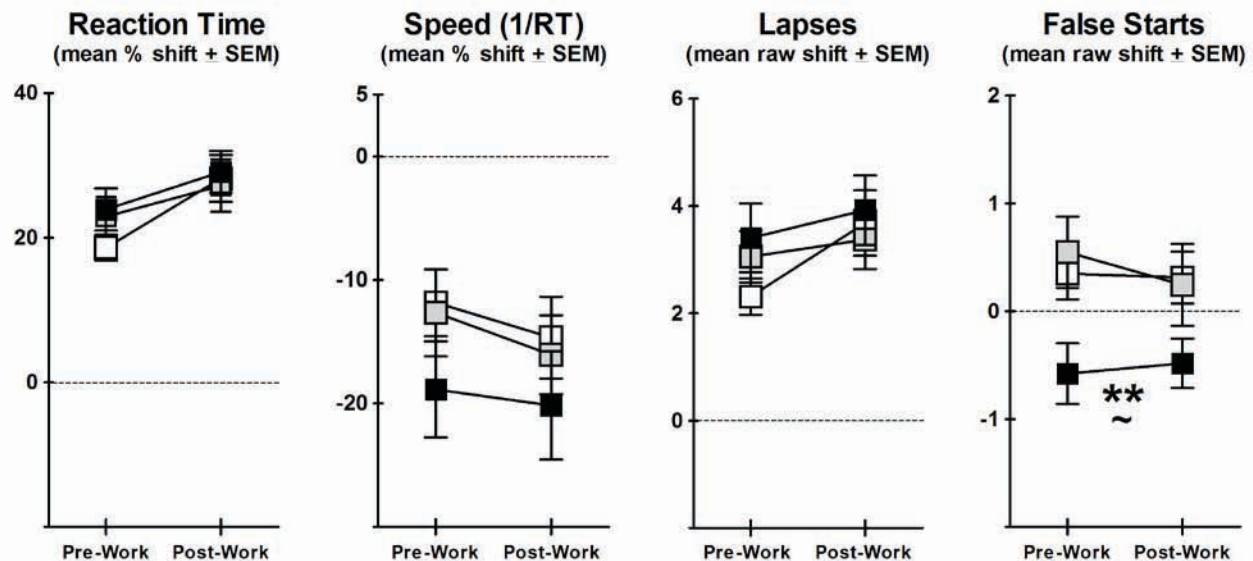 Reaction Time
(mean % shift ± SEM)
40
20
0
Pre-Work Post-Work
Speed (1/RT)
(mean % shift ± SEM)
5
0
-10
-20
Pre-Work Post-Work
Lapses
(mean raw shift ± SEM)
6
4
2
0
Pre-Work Post-Work
False Starts
(mean raw shift ± SEM)
2
1
0
-1
**
~
Pre-Work Post-Work